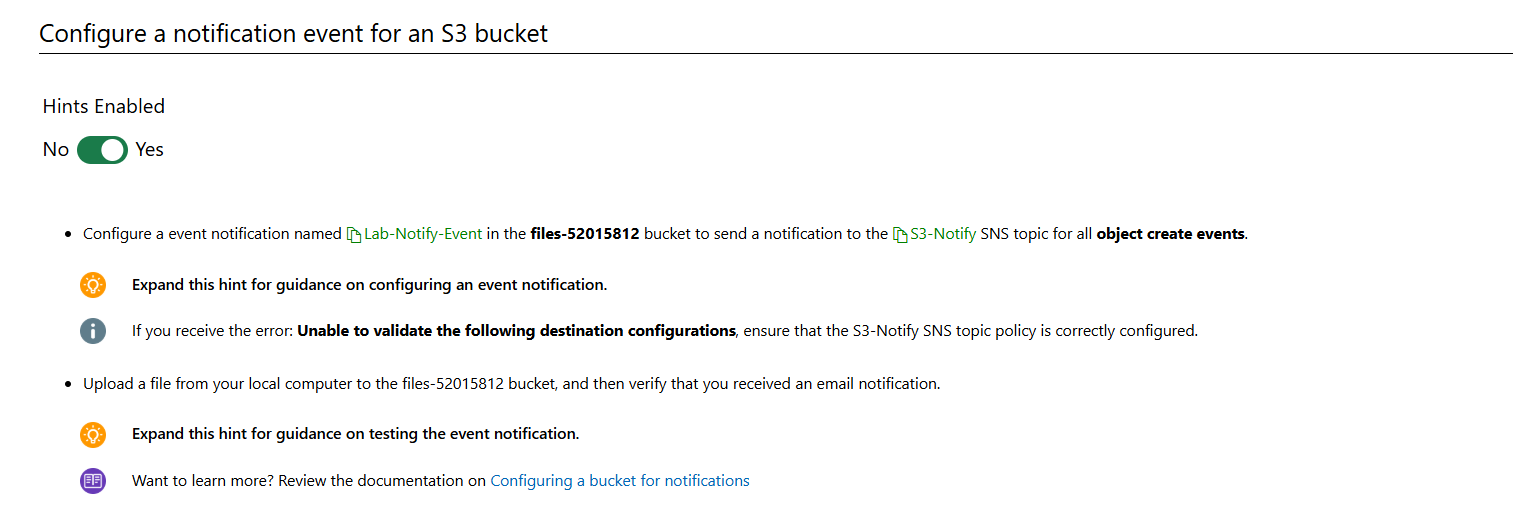 Configure a notification event for an S3 bucket
Hints Enabled
No Yes
Configure a event notification named Lab-Notify-Event in the files-52015812 bucket to send a notification to the S3-Notify SNS topic for all object create events.
Expand this hint for guidance on configuring an event notification.
If you receive the error: Unable to validate the following destination configurations, ensure that the S3-Notify SNS topic policy is correctly configured.
Upload a file from your local computer to the files-52015812 bucket, and then verify that you received an email notification.
Expand this hint for guidance on testing the event notification.
Want to learn more? Review the documentation on Configuring a bucket for notifications